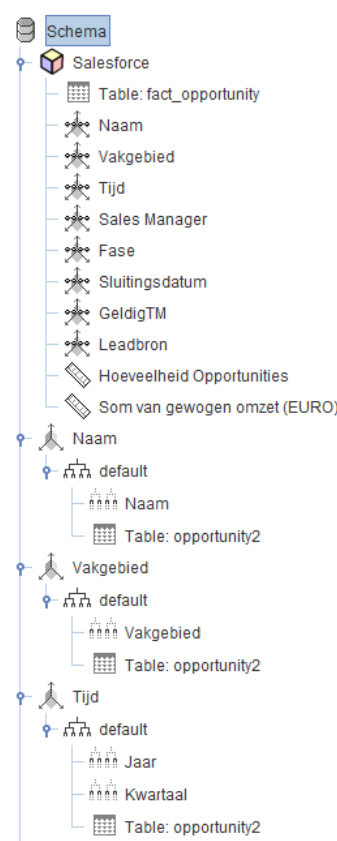 Schema
Salesforce
Table: fact_opportunity
Naam
Vakgebied
Tijd
Sales Manager
Fase
Sluitingsdatum
GeldigTM
Leadbron
Hoeveelheid Opportunities
Som van gewogen omzet (EURO)
Naam
default
Naam
Table: opportunity2
Vakgebied
default
Vakgebied
Table: opportunity2
Tijd
default
Jaar
Kwartaal
Table: opportunity2